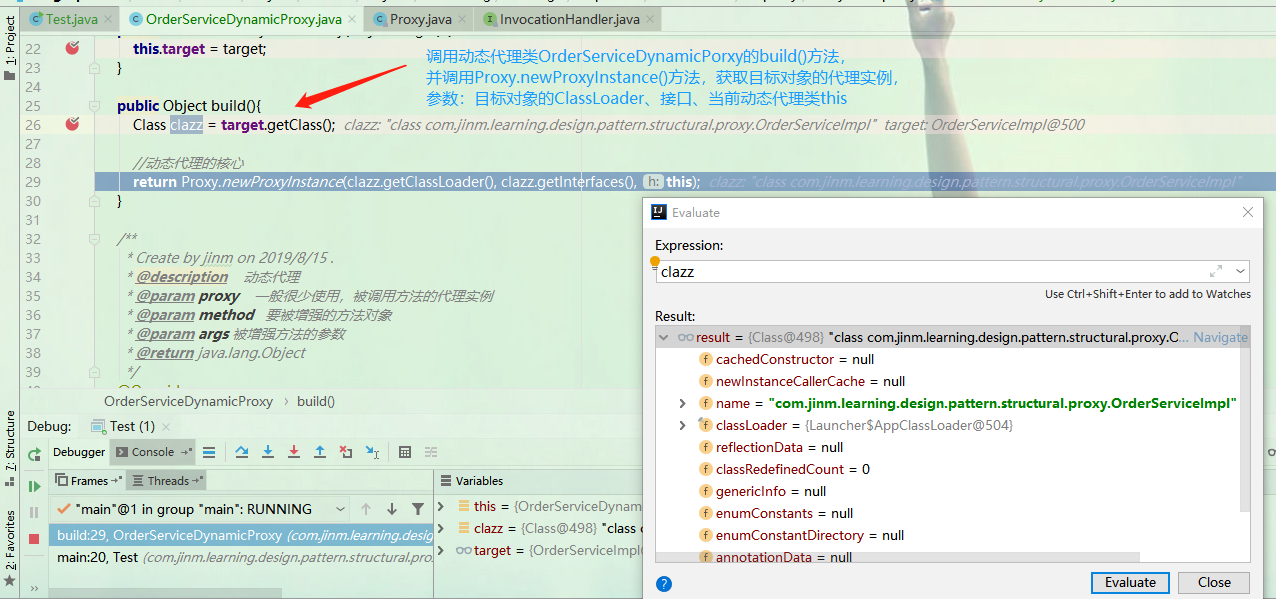 Test.java
OrderServiceDynamicProxy.java
Proxy.java
InvocationHandler.java
1: Project
22 this.target = target;
23 }
24
25 public Object build(){
26 Class clazz = target.getClass(); clazz: "class com.jinm.learning.design.pattern.structural.proxy.OrderServiceImpl" target: OrderServiceImpl@500
27
28 //动态代理的核心
29 return Proxy.newProxyInstance(clazz.getClassLoader(), clazz.getInterfaces(), h: this); clazz: "class com.jinm.learning.design.pattern.structural.proxy.OrderServiceImpl"
30 }
31
32 /**
33 * Create by jinm on 2019/8/15 .
34 * @description 动态代理
35 * @param proxy 一般很少使用，被调用方法的代理实例
36 * @param method 要被增强的方法对象
37 * @param args 被增强方法的参数
38 * @return java.lang.Object
39 */
调用动态代理类OrderServiceDynamicPorxy的build()方法，
并调用Proxy.newProxyInstance()方法，获取目标对象的代理实例，
参数：目标对象的ClassLoader、接口、当前动态代理类this
OrderServiceDynamicProxy › build()
Debug: Test (1)
Debugger Console
Frames Threads
"main"@1 in group "main": RUNNING
build:29, OrderServiceDynamicProxy (com.jinm.learning.desig
main:20, Test (com.jinm.learning.design.pattern.structural.pro
Variables
this = {OrderServiceDynam
clazz = {Class@498} "class c
target = {OrderServiceImpl
7: Structure
2: Favorites
Evaluate
Expression:
clazz
Use Ctrl+Shift+Enter to add to Watches
Result:
result = {Class@498} "class com.jinm.learning.design.pattern.structural.proxy.O... Navigate
cachedConstructor = null
newInstanceCallerCache = null
name = "com.jinm.learning.design.pattern.structural.proxy.OrderServiceImpl"
classLoader = {Launcher$AppClassLoader@504}
reflectionData = null
classRedefinedCount = 0
genericInfo = null
enumConstants = null
enumConstantDirectory = null
annotationData = null
Evaluate
Close